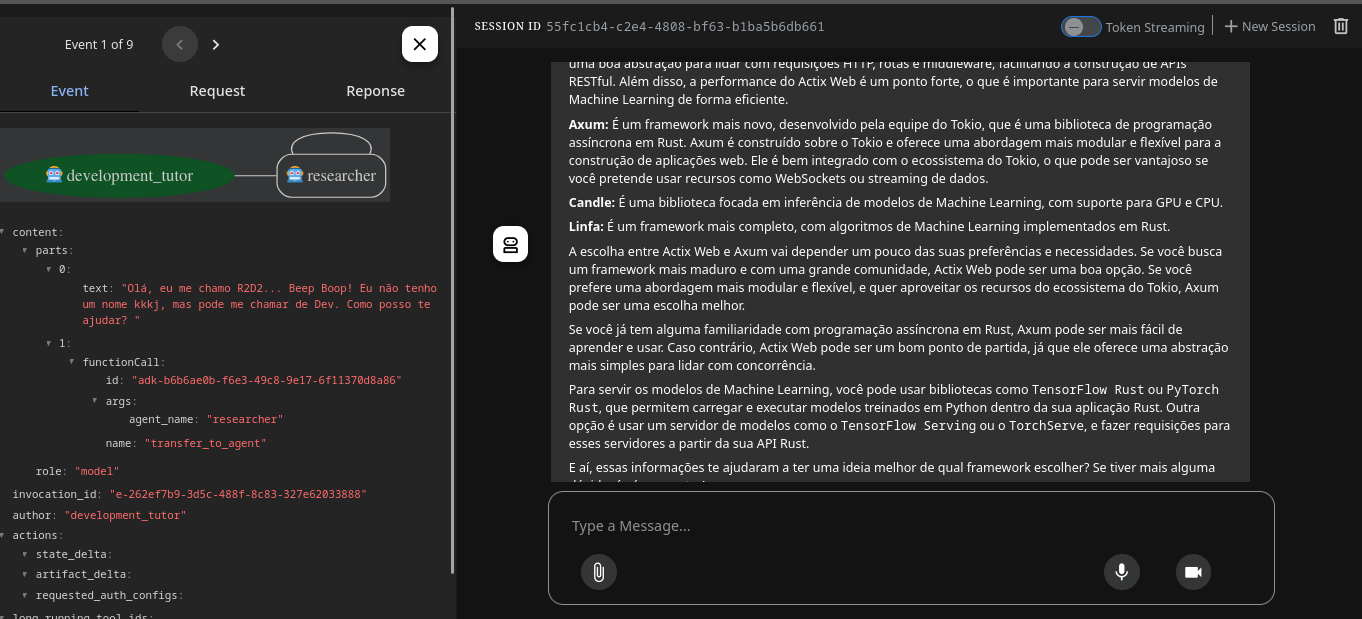 Event 1 of 9
Event Request Reponse
development_tutor researcher
content:
parts:
0:
text: "Olá, eu me chamo R2D2... Beep Boop! Eu não tenho
um nome kkkj, mas pode me chamar de Dev. Como posso te
ajudar? "
1:
functionCall:
id: "adk-b6b6ae0b-f6e3-49c8-9e17-6f11370d8a86"
args:
agent_name: "researcher"
name: "transfer_to_agent"
role: "model"
invocation_id: "e-262ef7b9-3d5c-488f-8c83-327e62033888"
author: "development_tutor"
actions:
state_delta:
artifact_delta:
requested_auth_configs:
long_running_tool_ids:
SESSION ID 55fc1cb4-c2e4-4808-bf63-b1ba5b6db661
Token Streaming
+ New Session
uma boa abstração para lidar com requisições HTTP, rotas e middleware, facilitando a construção de APIs
RESTful. Além disso, a performance do Actix Web é um ponto forte, o que é importante para servir modelos de
Machine Learning de forma eficiente.
Axum: É um framework mais novo, desenvolvido pela equipe do Tokio, que é uma biblioteca de programação
assíncrona em Rust. Axum é construído sobre o Tokio e oferece uma abordagem mais modular e flexível para a
construção de aplicações web. Ele é bem integrado com o ecossistema do Tokio, o que pode ser vantajoso se
você pretende usar recursos como WebSockets ou streaming de dados.
Candle: É uma biblioteca focada em inferência de modelos de Machine Learning, com suporte para GPU e CPU.
Linfa: É um framework mais completo, com algoritmos de Machine Learning implementados em Rust.
A escolha entre Actix Web e Axum vai depender um pouco das suas preferências e necessidades. Se você busca
um framework mais maduro e com uma grande comunidade, Actix Web pode ser uma boa opção. Se você
prefere uma abordagem mais modular e flexível, e quer aproveitar os recursos do ecossistema do Tokio, Axum
pode ser uma escolha melhor.
Se você já tem alguma familiaridade com programação assíncrona em Rust, Axum pode ser mais fácil de
aprender e usar. Caso contrário, Actix Web pode ser um bom ponto de partida, já que ele oferece uma abstração
mais simples para lidar com concorrência.
Para servir os modelos de Machine Learning, você pode usar bibliotecas como TensorFlow Rust ou PyTorch
Rust, que permitem carregar e executar modelos treinados em Python dentro da sua aplicação Rust. Outra
opção é usar um servidor de modelos como o TensorFlow Serving ou o TorchServe, e fazer requisições para
esses servidores a partir da sua API Rust.
E aí, essas informações te ajudaram a ter uma ideia melhor de qual framework escolher? Se tiver mais alguma
Type a Message...